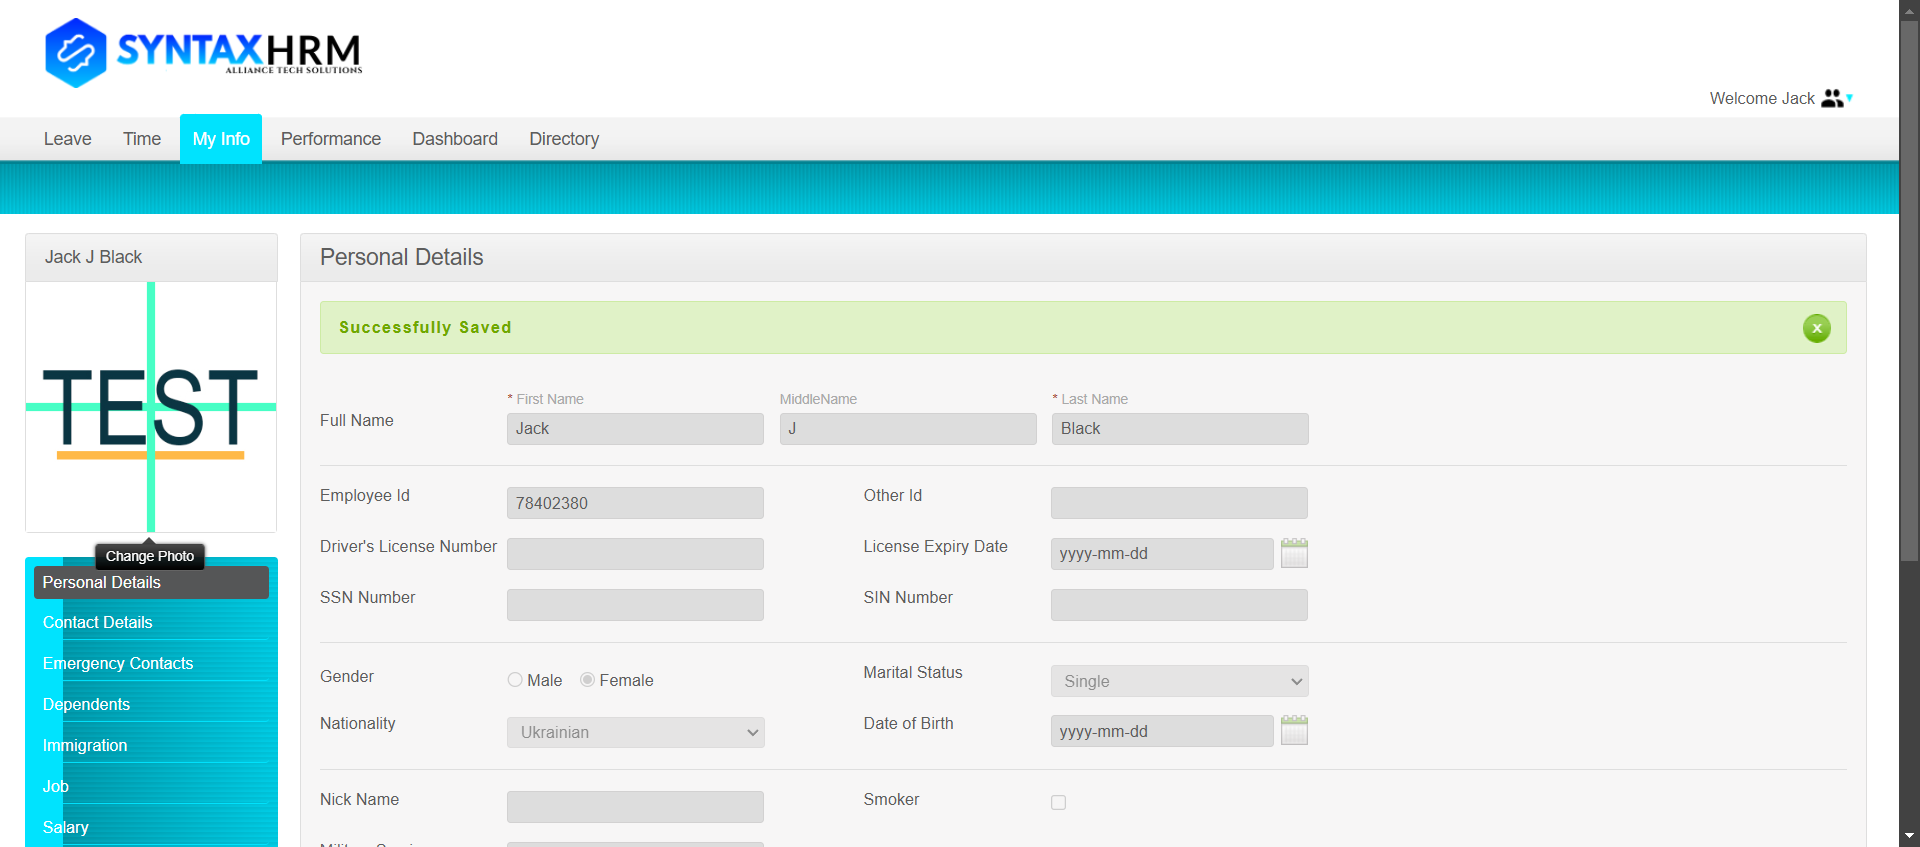 SYNTAXHRM
ALLIANCE TECH SOLUTIONS
Welcome Jack
Leave Time My Info Performance Dashboard Directory
Jack J Black
TEST
Change Photo
Personal Details
Contact Details
Emergency Contacts
Dependents
Immigration
Job
Salary
Personal Details
Successfully Saved x
* First Name MiddleName * Last Name
Full Name Jack J Black
Employee Id 78402380 Other Id
Driver's License Number License Expiry Date yyyy-mm-dd
SSN Number SIN Number
Gender Male Female Marital Status Single
Nationality Ukrainian Date of Birth yyyy-mm-dd
Nick Name Smoker